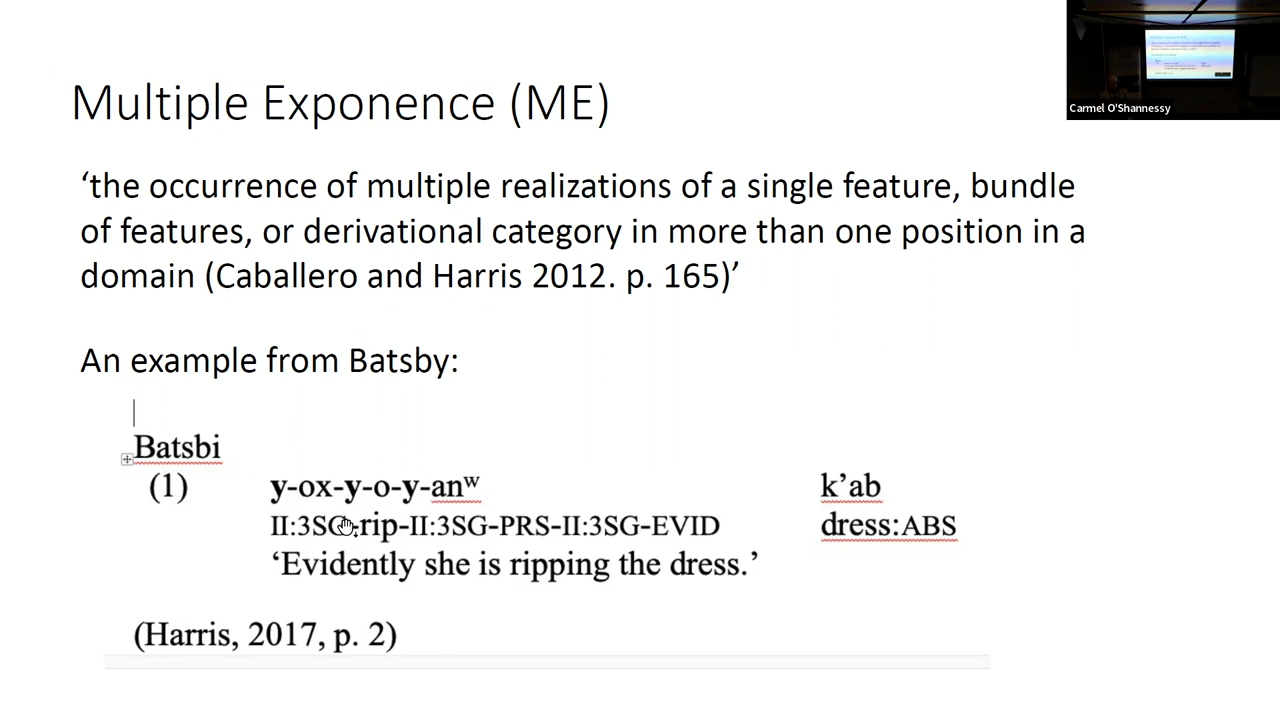 Carmel O'Shannessy
Multiple Exponence (ME)
‘the occurrence of multiple realizations of a single feature, bundle
of features, or derivational category in more than one position in a
domain (Caballero and Harris 2012. p. 165)’
An example from Batsby:
Batsbi
(1) y-ox-y-o-y-anʷ k’ab
II:3SG-rip-II:3SG-PRS-II:3SG-EVID dress:ABS
‘Evidently she is ripping the dress.’
(Harris, 2017, p. 2)